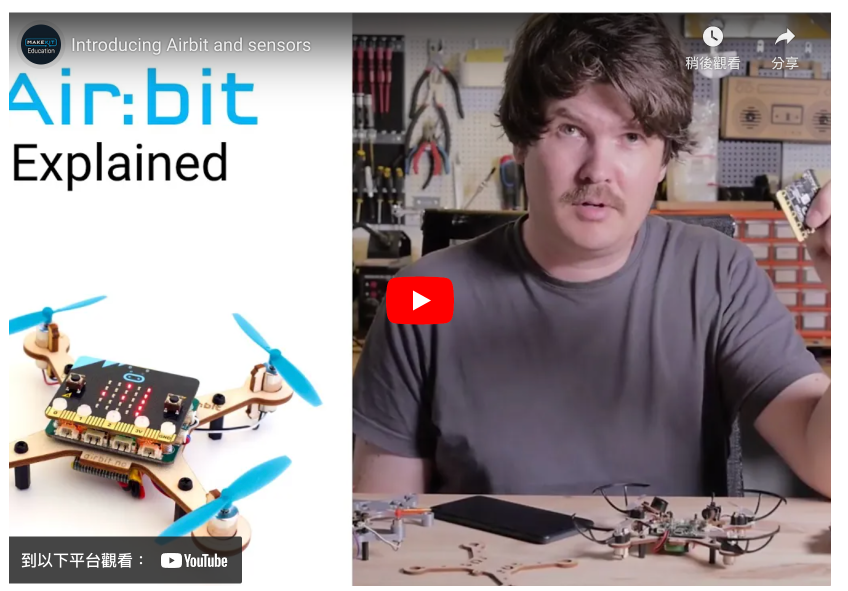 MAKEKIT
Education
Introducing Airbit and sensors
稍後觀看
分享
Air:bit
Explained
到以下平台觀看：
YouTube